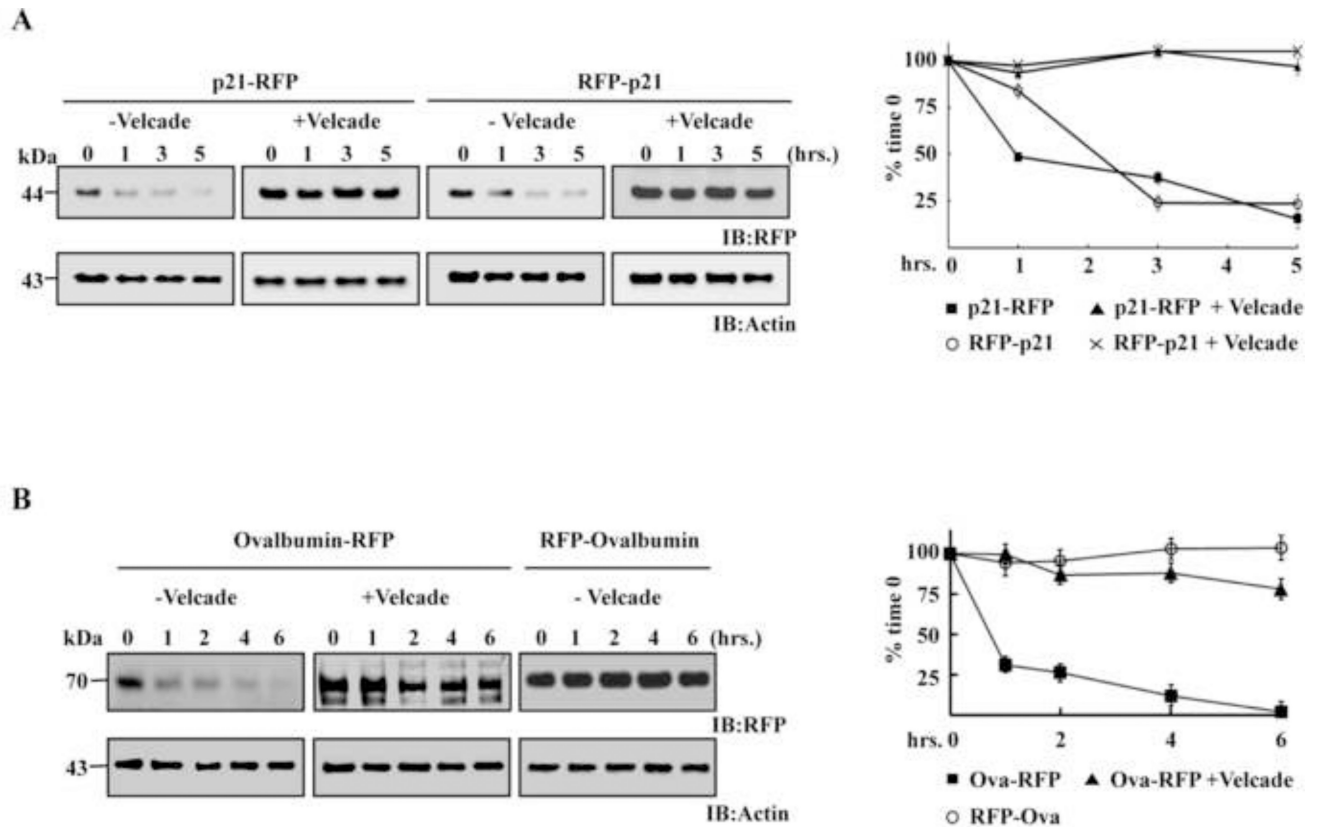 A
p21-RFP RFP-p21
-Velcade +Velcade - Velcade +Velcade
kDa 0 1 3 5 0 1 3 5 0 1 3 5 0 1 3 5 (hrs.)
44
IB:RFP
43
IB:Actin
% time 0
100
75
50
25
hrs. 0 1 2 3 4 5
p21-RFP p21-RFP + Velcade
RFP-p21 RFP-p21 + Velcade
B
Ovalbumin-RFP RFP-Ovalbumin
-Velcade +Velcade - Velcade
kDa 0 1 2 4 6 0 1 2 4 6 0 1 2 4 6 (hrs.)
70
IB:RFP
43
IB:Actin
% time 0
100
75
50
25
hrs. 0 2 4 6
Ova-RFP Ova-RFP +Velcade
RFP-Ova